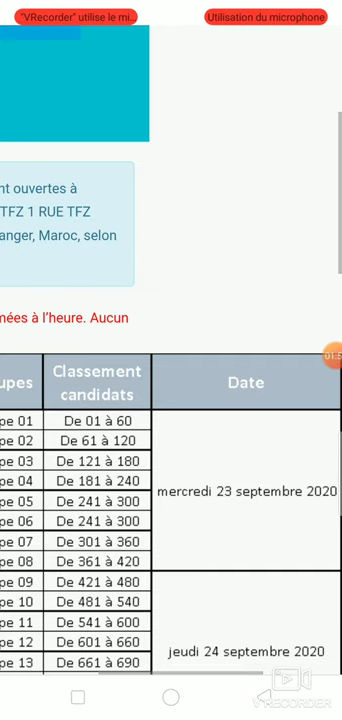 "VRecorder" utilise le mi... Utilisation du microphone
nt ouvertes à
TFZ 1 RUE TFZ
anger, Maroc, selon
mées à l'heure. Aucun
01:5
upes Classement candidats Date
pe 01 De 01 à 60
pe 02 De 61 à 120
pe 03 De 121 à 180
pe 04 De 181 à 240
mercredi 23 septembre 2020
pe 05 De 241 à 300
pe 06 De 241 à 300
pe 07 De 301 à 360
pe 08 De 361 à 420
pe 09 De 421 à 480
pe 10 De 481 à 540
pe 11 De 541 à 600
pe 12 De 601 à 660
jeudi 24 septembre 2020
pe 13 De 661 à 690
VRECORDER